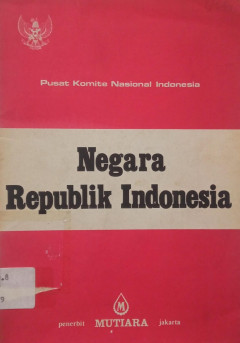 Pusat Komite Nasional Indonesia
Negara
Republik Indonesia
M
penerbit MUTIARA jakarta